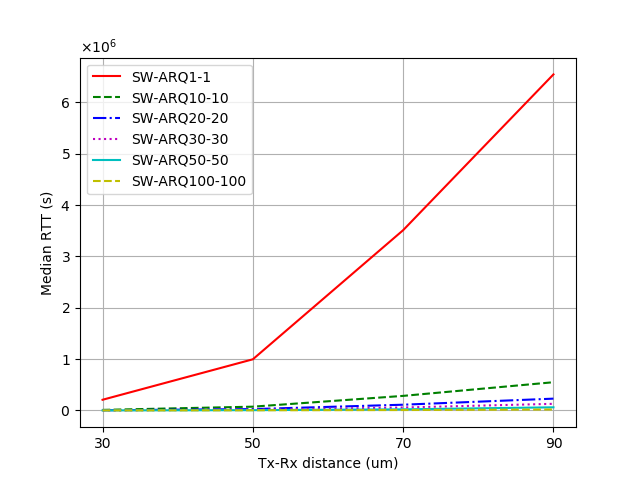 ×10⁶
SW-ARQ1-1
SW-ARQ10-10
SW-ARQ20-20
SW-ARQ30-30
SW-ARQ50-50
SW-ARQ100-100
6
5
4
3
2
1
0
Median RTT (s)
30 50 70 90
Tx-Rx distance (um)